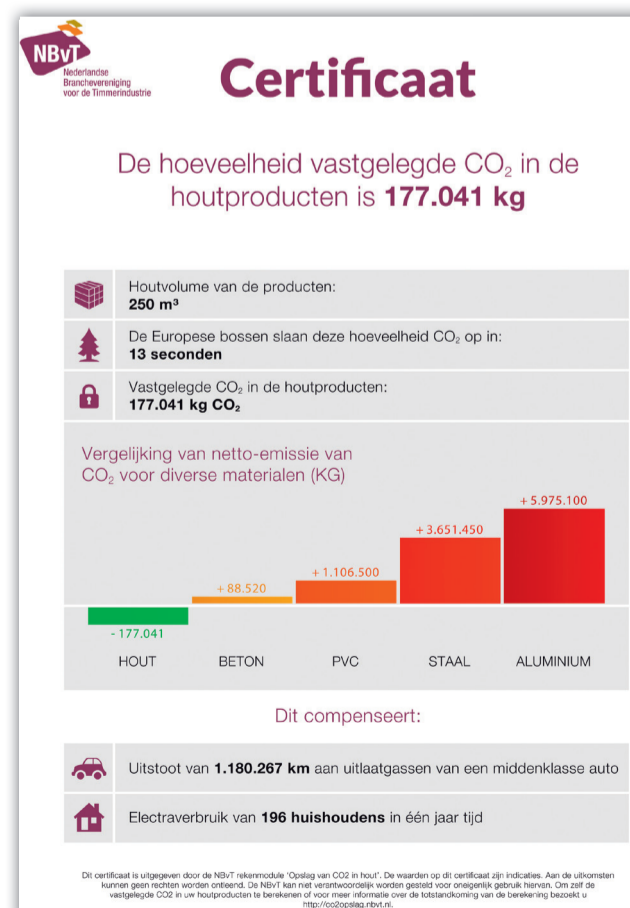 NBvT
Nederlandse
Branchevereniging
voor de Timmerindustrie
Certificaat
De hoeveelheid vastgelegde CO₂ in de
houtproducten is 177.041 kg
Houtvolume van de producten:
250 m³
De Europese bossen slaan deze hoeveelheid CO₂ op in:
13 seconden
Vastgelegde CO₂ in de houtproducten:
177.041 kg CO₂
Vergelijking van netto-emissie van
CO₂ voor diverse materialen (KG)
+ 5.975.100
+ 3.651.450
+ 1.106.500
+ 88.520
- 177.041
HOUT BETON PVC STAAL ALUMINIUM
Dit compenseert:
Uitstoot van 1.180.267 km aan uitlaatgassen van een middenklasse auto
Electraverbruik van 196 huishoudens in één jaar tijd
Dit certificaat is uitgegeven door de NBvT rekenmodule 'Opslag van CO2 in hout'. De waarden op dit certificaat zijn indicaties. Aan de uitkomsten
kunnen geen rechten worden ontleend. De NBvT kan niet verantwoordelijk worden gesteld voor oneigenlijk gebruik hiervan. Om zelf de
vastgelegde CO2 in uw houtproducten te berekenen of voor meer informatie over de totstandkoming van de berekening bezoekt u
http://co2opslag.nbvt.nl.